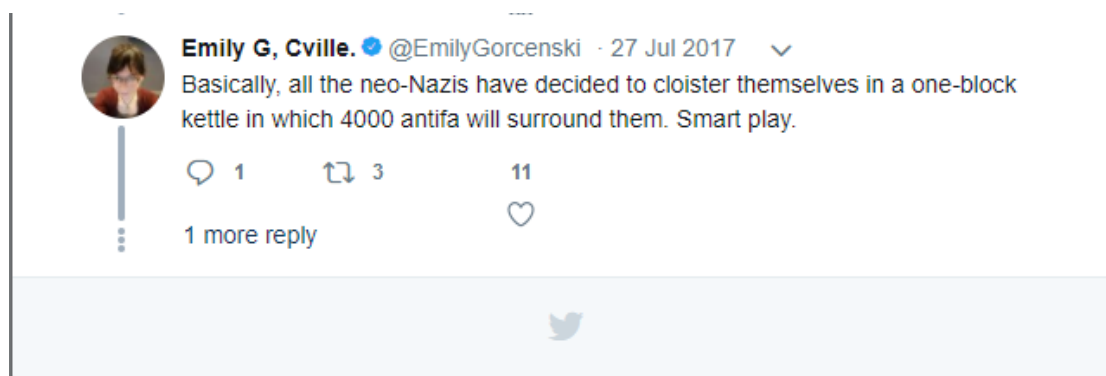 Emily G, Cville. @EmilyGorcenski · 27 Jul 2017
Basically, all the neo-Nazis have decided to cloister themselves in a one-block
kettle in which 4000 antifa will surround them. Smart play.
1 3 11
1 more reply